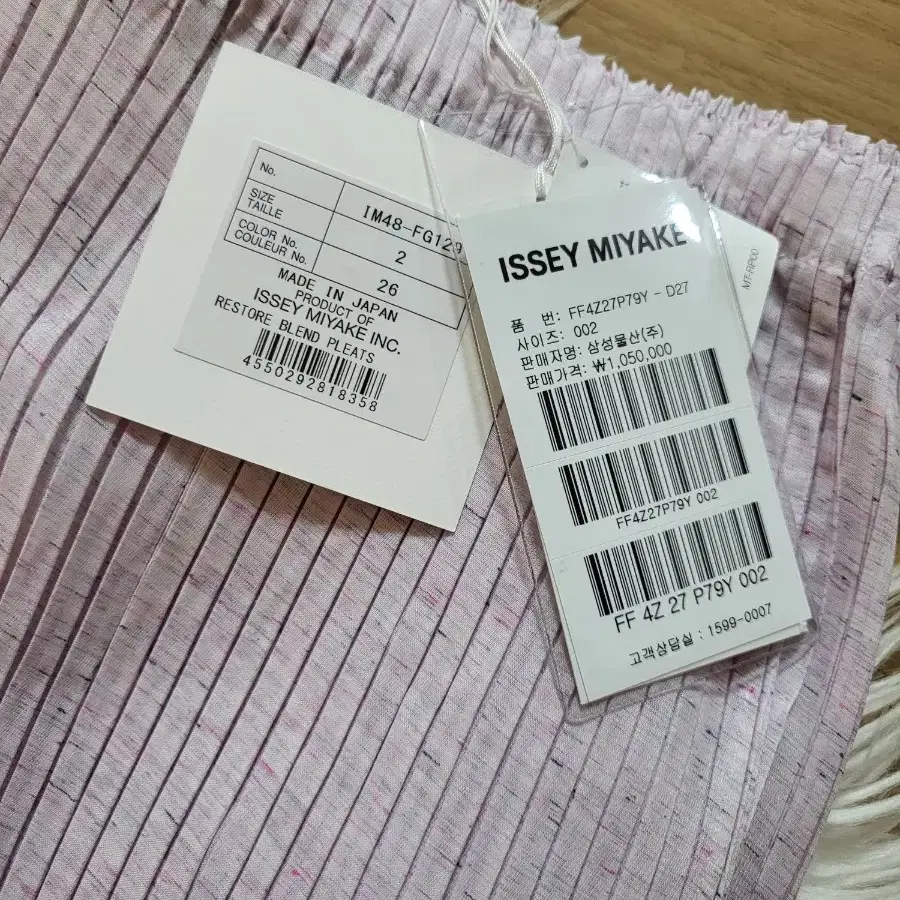 No. IM48-FG129
SIZE
TAILLE 2
COLOR No.
COULEUR No. 26
MADE IN JAPAN
PRODUCT OF
ISSEY MIYAKE INC.
RESTORE BLEND PLEATS
4550292818358
ISSEY MIYAKE
品 번: FF4Z27P79Y - D27
사이즈: 002
판매자명: 삼성물산(주)
판매가격: ₩1,050,000
FF4Z27P79Y 002
FF 4Z 27 P79Y 002
고객상담실 : 1599-0007
MT-RP00